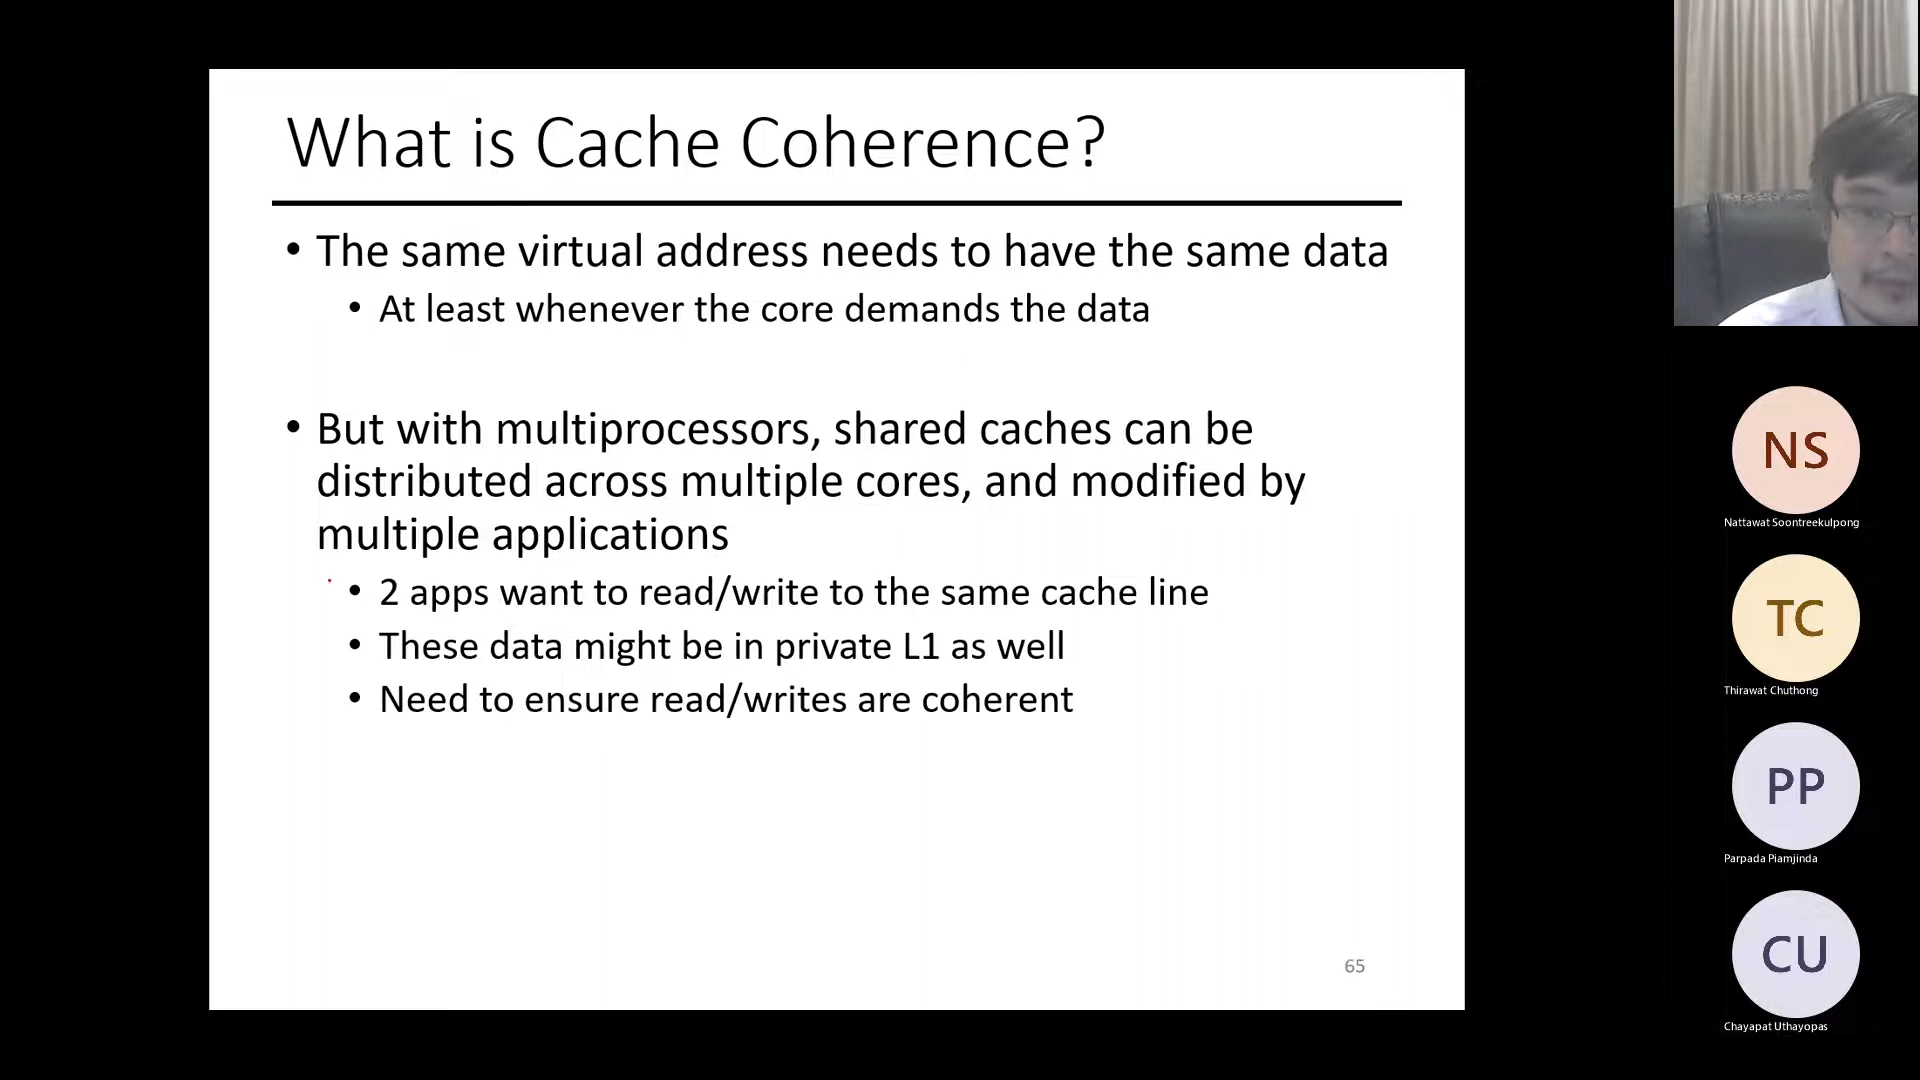 What is Cache Coherence?
• The same virtual address needs to have the same data
• At least whenever the core demands the data
• But with multiprocessors, shared caches can be
distributed across multiple cores, and modified by
multiple applications
• 2 apps want to read/write to the same cache line
• These data might be in private L1 as well
• Need to ensure read/writes are coherent
65
NS
Nattawat Soontreekulpong
TC
Thirawat Chuthong
PP
Parpada Piamjinda
CU
Chayapat Uthayopas